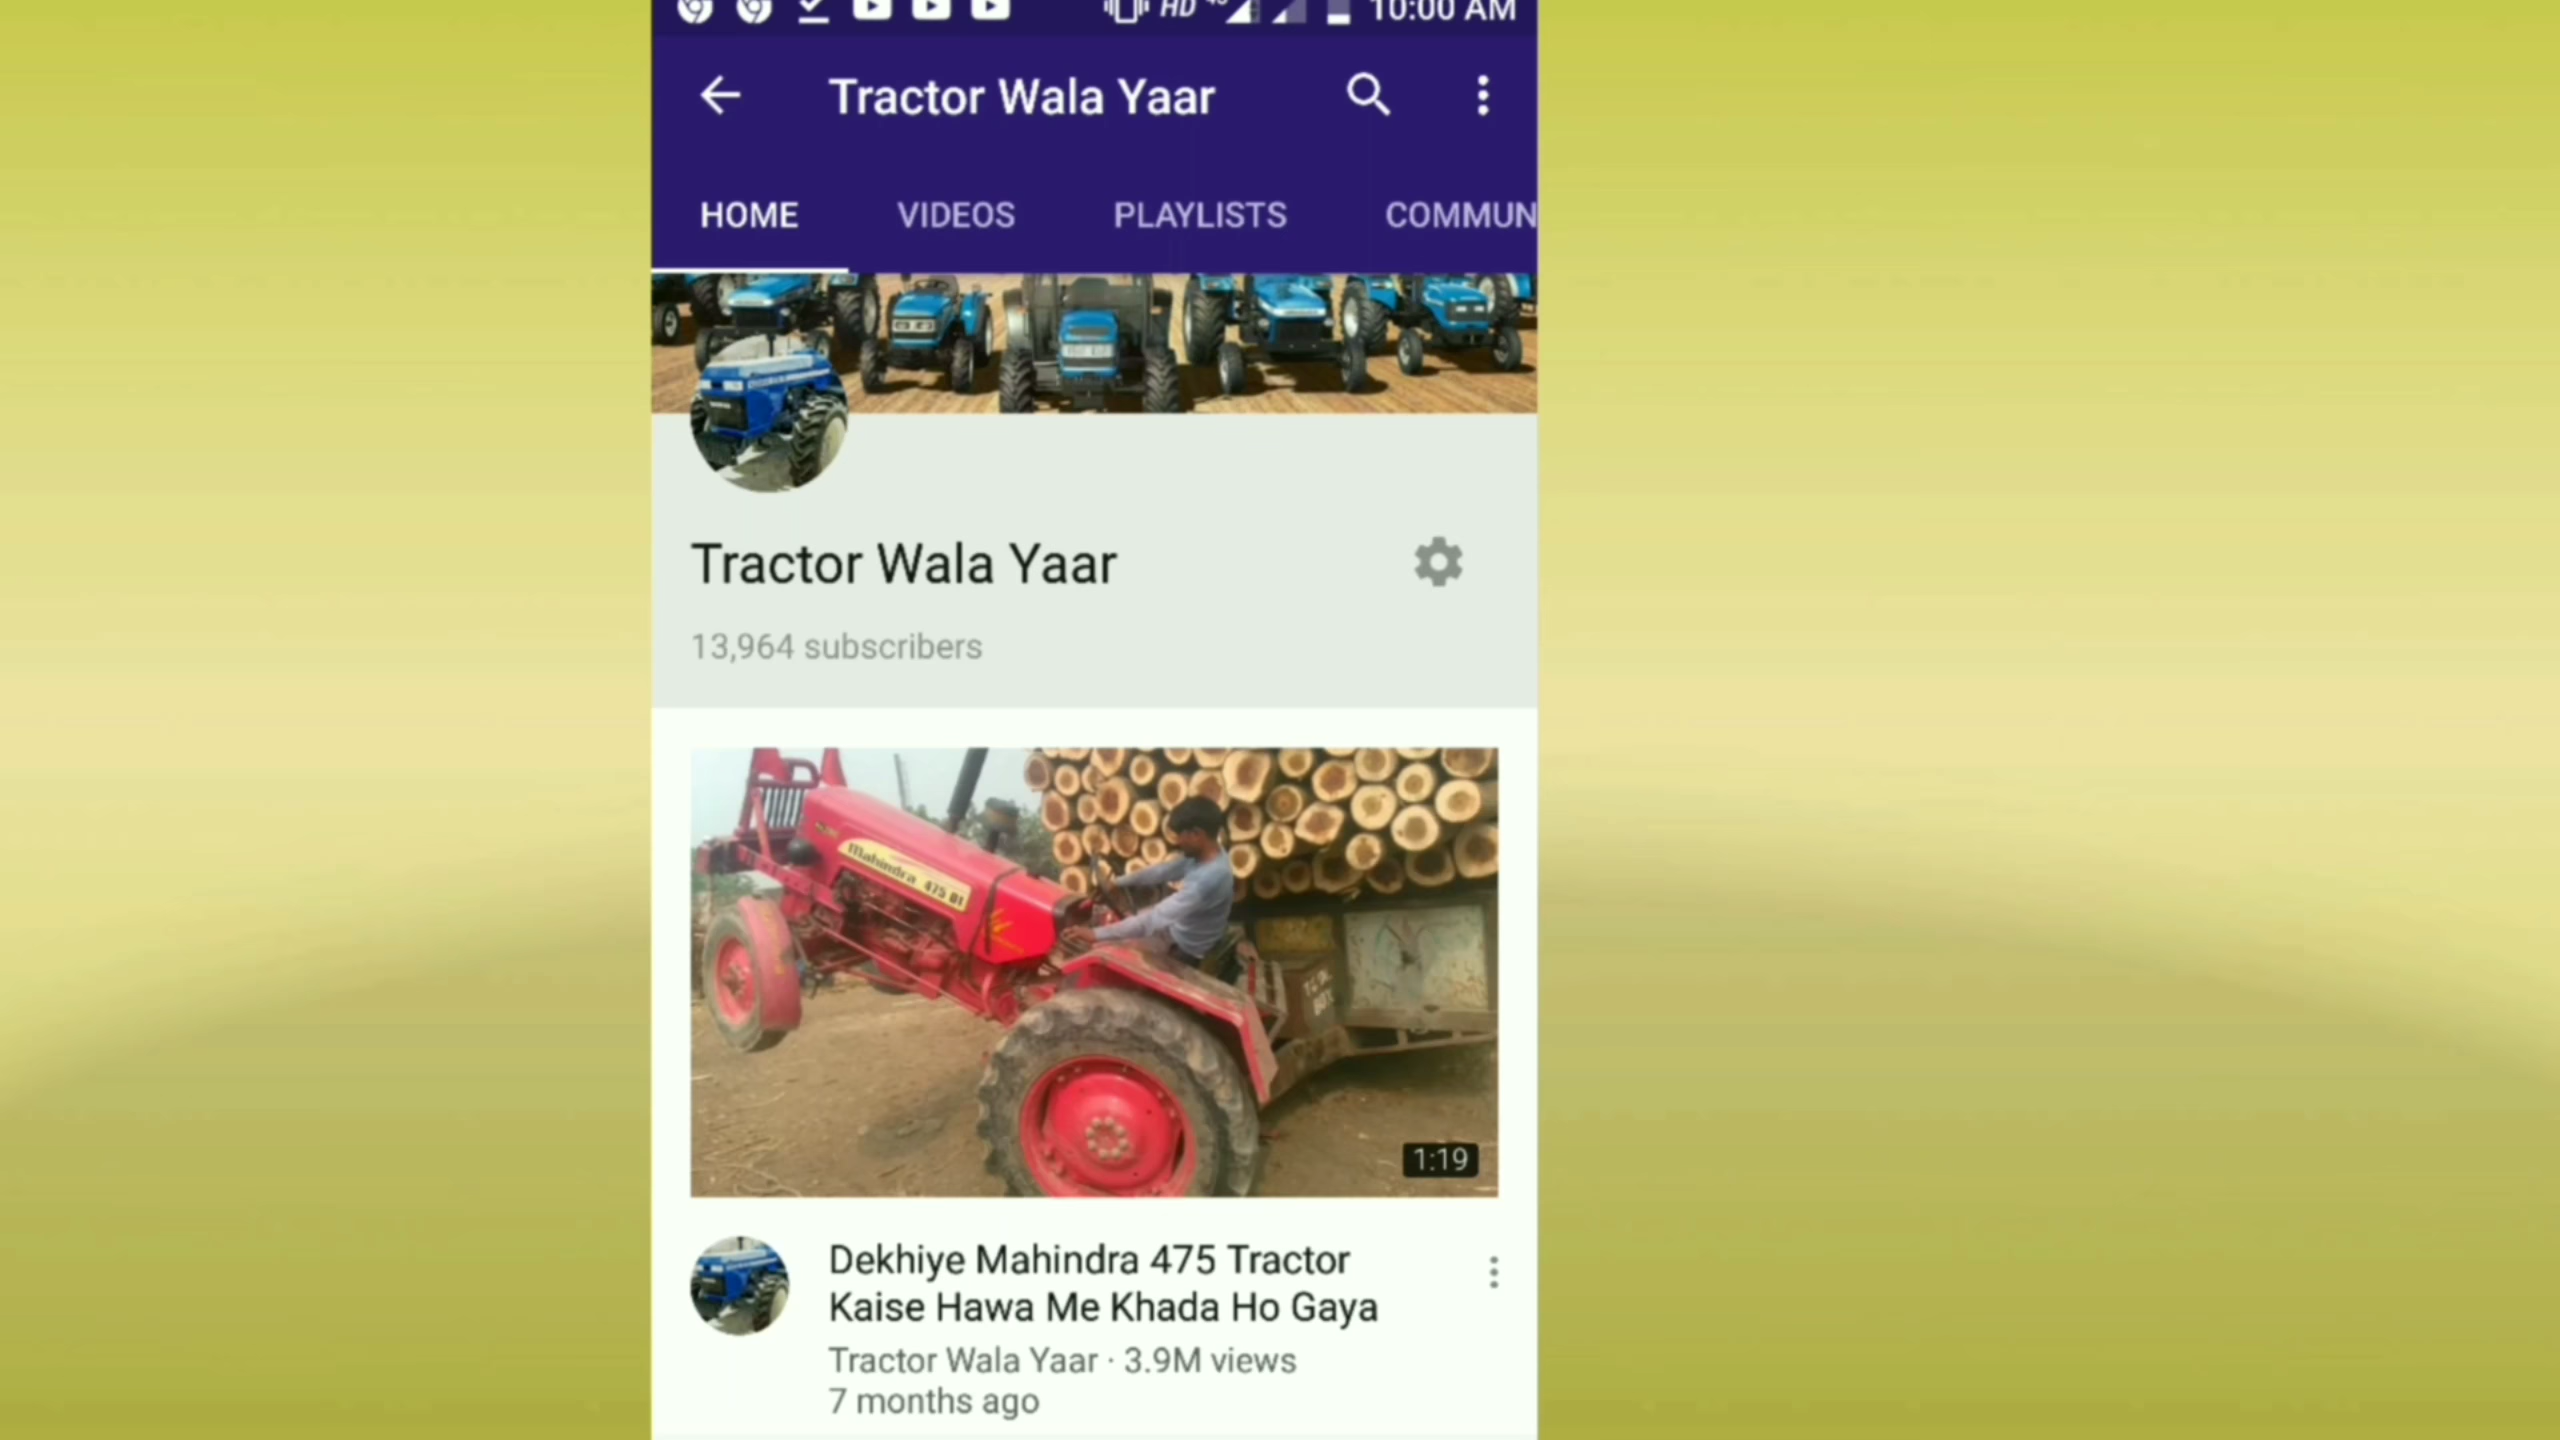 HD 4G 10:00 AM
Tractor Wala Yaar
HOME VIDEOS PLAYLISTS COMMUN
Tractor Wala Yaar
13,964 subscribers
Mahindra 475 DI
1:19
Dekhiye Mahindra 475 Tractor
Kaise Hawa Me Khada Ho Gaya
Tractor Wala Yaar · 3.9M views
7 months ago